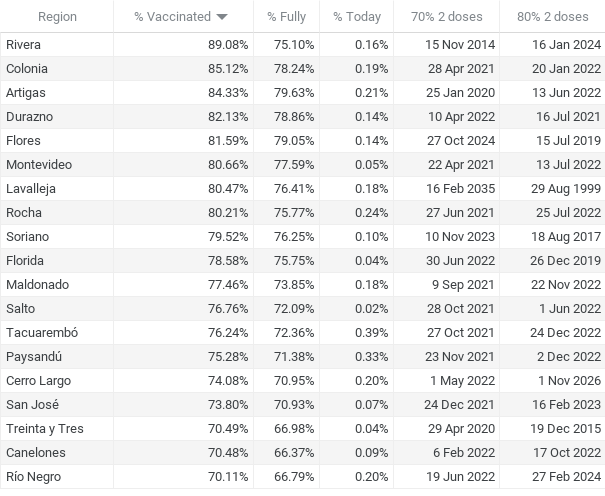 Region % Vaccinated % Fully % Today 70% 2 doses 80% 2 doses
Rivera 89.08% 75.10% 0.16% 15 Nov 2014 16 Jan 2024
Colonia 85.12% 78.24% 0.19% 28 Apr 2021 20 Jan 2022
Artigas 84.33% 79.63% 0.21% 25 Jan 2020 13 Jun 2022
Durazno 82.13% 78.86% 0.14% 10 Apr 2022 16 Jul 2021
Flores 81.59% 79.05% 0.14% 27 Oct 2024 15 Jul 2019
Montevideo 80.66% 77.59% 0.05% 22 Apr 2021 13 Jul 2022
Lavalleja 80.47% 76.41% 0.18% 16 Feb 2035 29 Aug 1999
Rocha 80.21% 75.77% 0.24% 27 Jun 2021 25 Jul 2022
Soriano 79.52% 76.25% 0.10% 10 Nov 2023 18 Aug 2017
Florida 78.58% 75.75% 0.04% 30 Jun 2022 26 Dec 2019
Maldonado 77.46% 73.85% 0.18% 9 Sep 2021 22 Nov 2022
Salto 76.76% 72.09% 0.02% 28 Oct 2021 1 Jun 2022
Tacuarembó 76.24% 72.36% 0.39% 27 Oct 2021 24 Dec 2022
Paysandú 75.28% 71.38% 0.33% 23 Nov 2021 2 Dec 2022
Cerro Largo 74.08% 70.95% 0.20% 1 May 2022 1 Nov 2026
San José 73.80% 70.93% 0.07% 24 Dec 2021 16 Feb 2023
Treinta y Tres 70.49% 66.98% 0.04% 29 Apr 2020 19 Dec 2015
Canelones 70.48% 66.37% 0.09% 6 Feb 2022 17 Oct 2022
Río Negro 70.11% 66.79% 0.20% 19 Jun 2022 27 Feb 2024